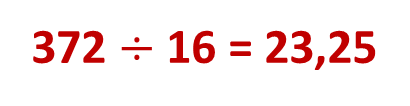 372 ÷ 16 = 23,25